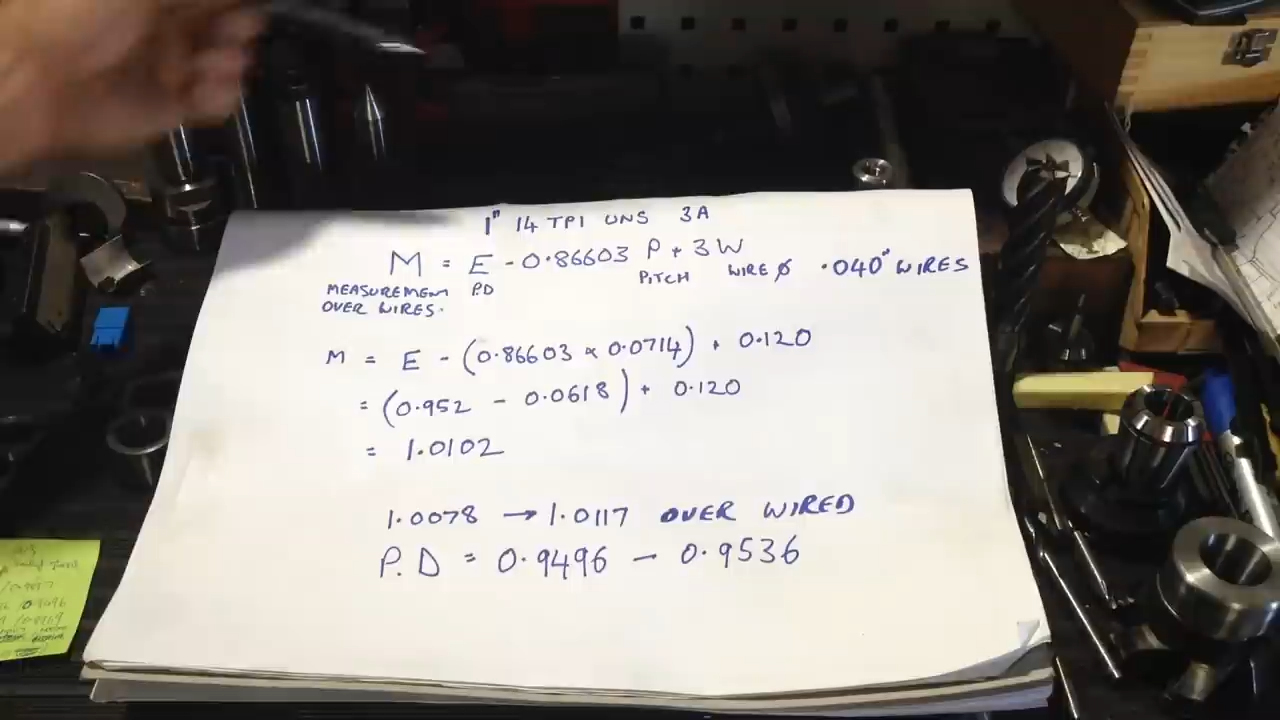 1" 14 TPI UNS 3A
M = E - 0.86603 P + 3W
MEASUREMEN P.D PITCH WIRE Ø .040" WIRES
OVER WIRES.
M = E - (0.86603 x 0.0714) + 0.120
= (0.952 - 0.0618) + 0.120
= 1.0102
1.0078 → 1.0117 OVER WIRED
P.D = 0.9496 - 0.9536